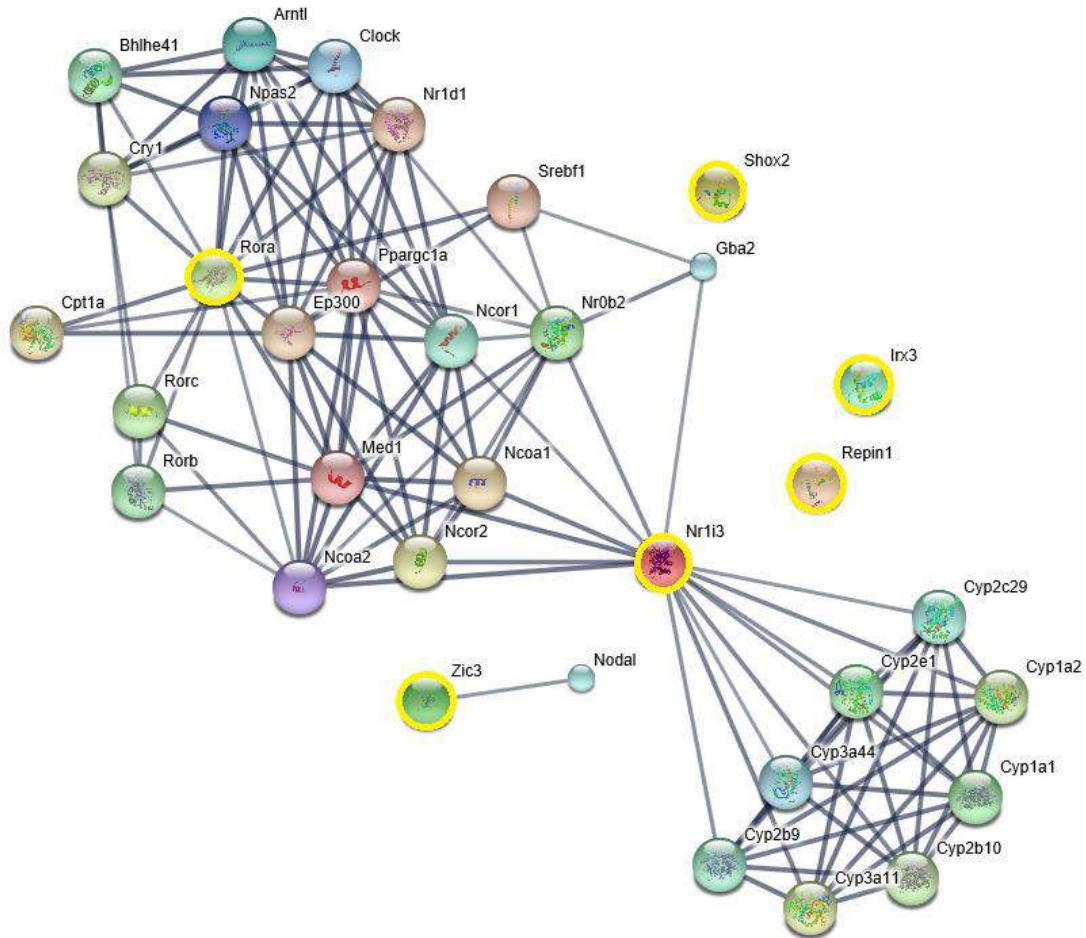 Arntl
Clock
Bhlhe41
Npas2
Nr1d1
Cry1
Srebf1
Shox2
Gba2
Rora
Ppargc1a
Cpt1a
Ep300
Ncor1
Nr0b2
Irx3
Rorc
Med1
Ncoa1
Repin1
Rorb
Ncor2
Nr1i3
Ncoa2
Cyp2c29
Zic3
Nodal
Cyp2e1
Cyp1a2
Cyp3a44
Cyp1a1
Cyp2b9
Cyp2b10
Cyp3a11